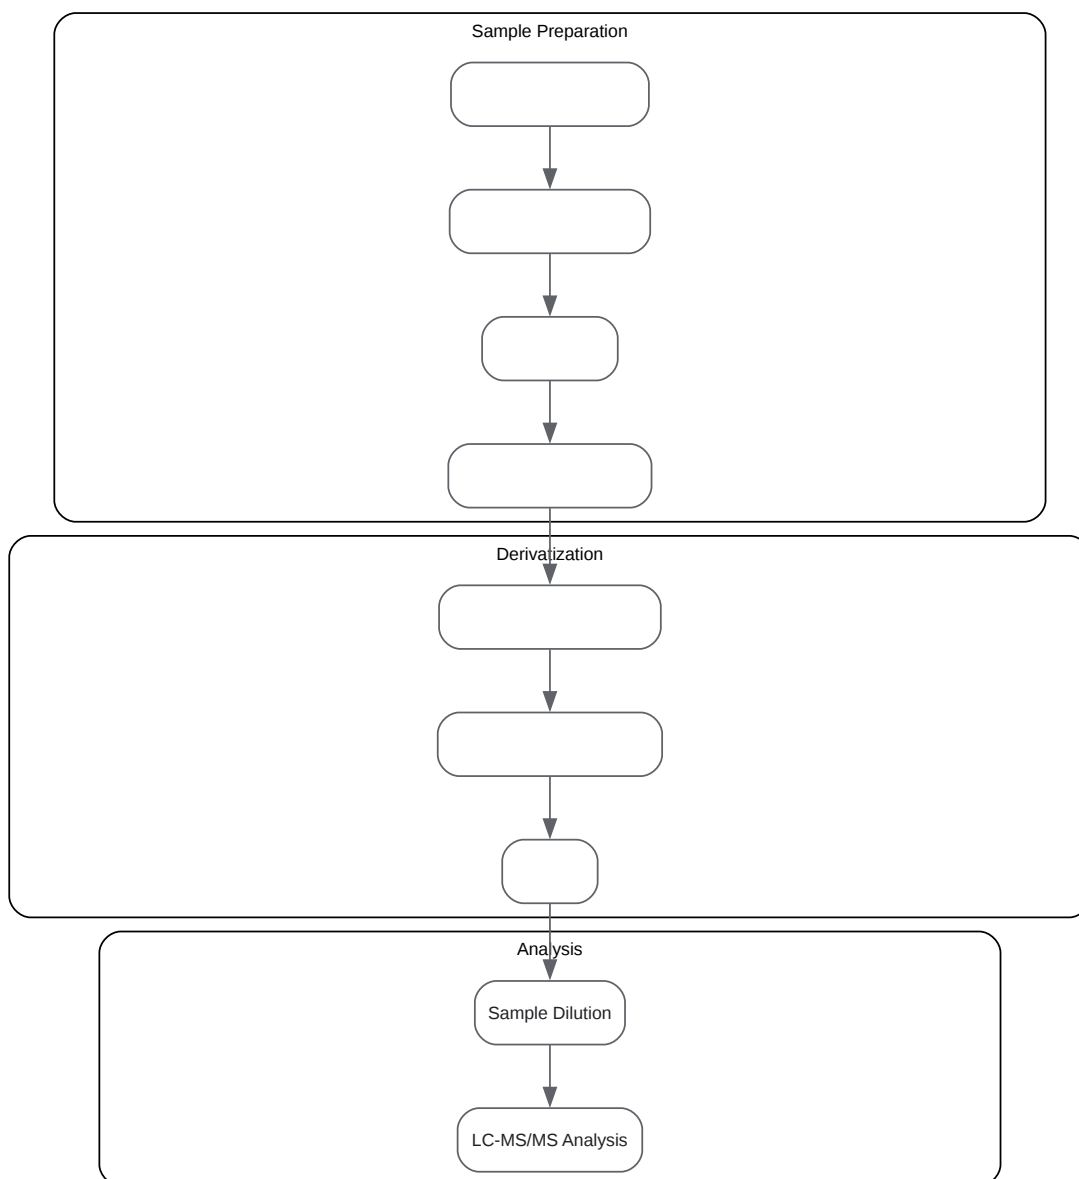 Sample Preparation
Derivatization
Analysis
Sample Dilution
LC-MS/MS Analysis